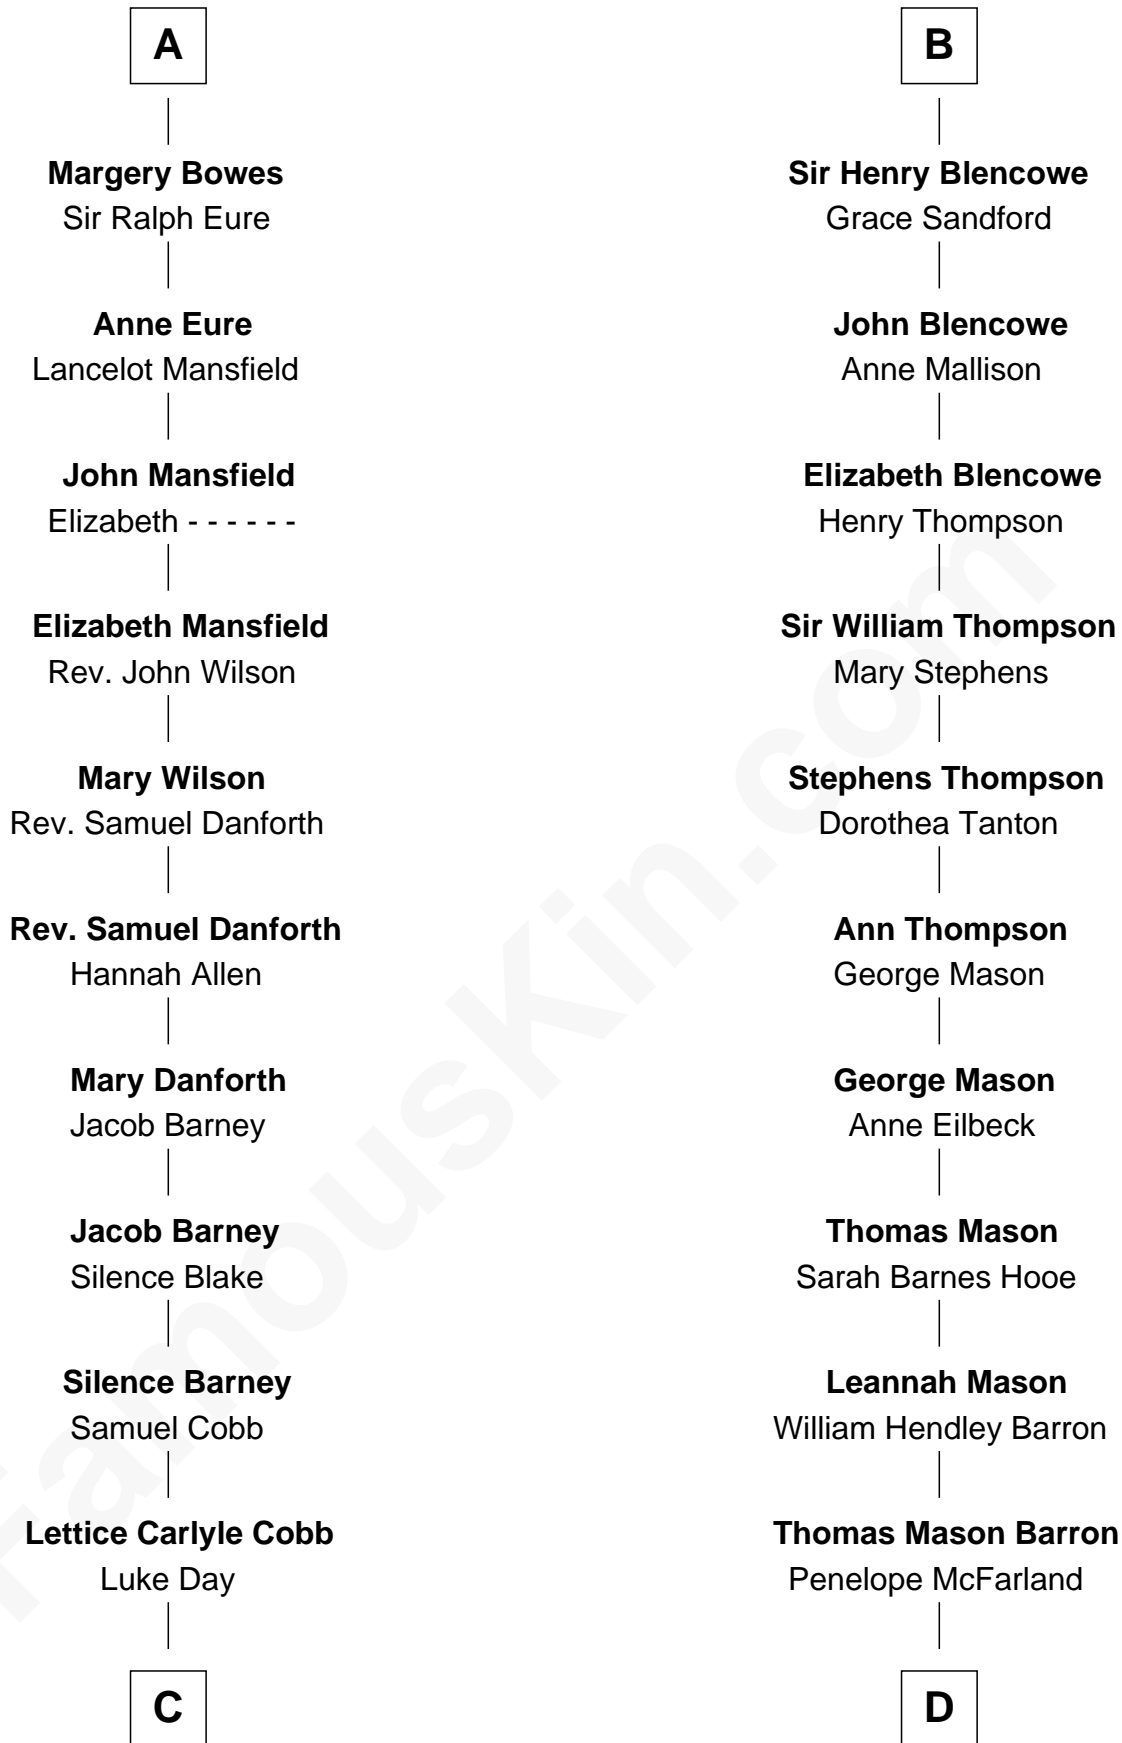 A
Margery Bowes
Sir Ralph Eure
Anne Eure
Lancelot Mansfield
John Mansfield
Elizabeth - - - - - -
Elizabeth Mansfield
Rev. John Wilson
Mary Wilson
Rev. Samuel Danforth
Rev. Samuel Danforth
Hannah Allen
Mary Danforth
Jacob Barney
Jacob Barney
Silence Blake
Silence Barney
Samuel Cobb
Lettice Carlyle Cobb
Luke Day
C
B
Sir Henry Blencowe
Grace Sandford
John Blencowe
Anne Mallison
Elizabeth Blencowe
Henry Thompson
Sir William Thompson
Mary Stephens
Stephens Thompson
Dorothea Tanton
Ann Thompson
George Mason
George Mason
Anne Eilbeck
Thomas Mason
Sarah Barnes Hooe
Leannah Mason
William Hendley Barron
Thomas Mason Barron
Penelope McFarland
D
FamousKin.com